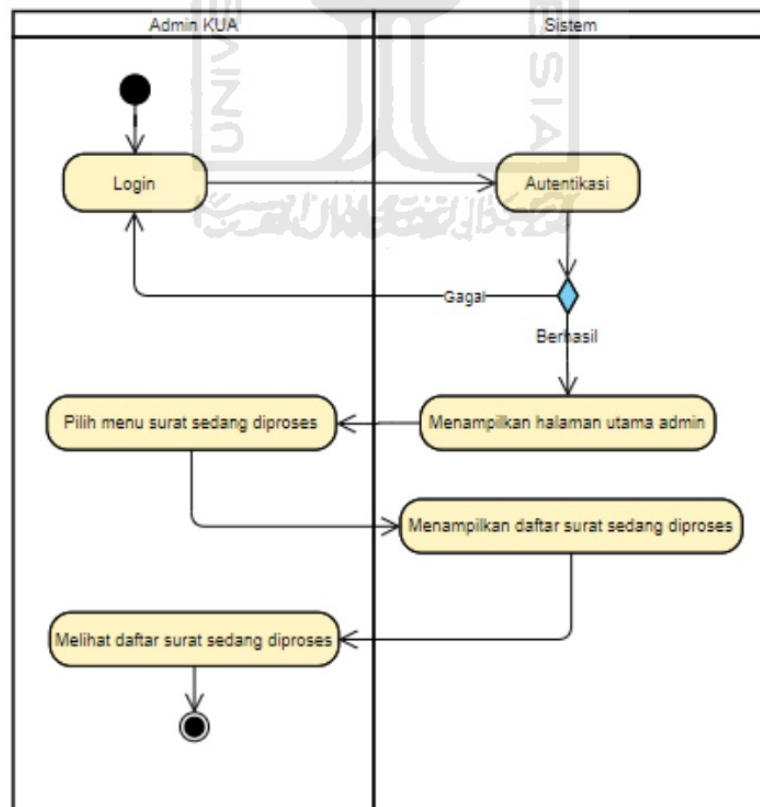 Admin KUA
Sistem
Login
Autentikasi
Gagal
Berhasil
Pilih menu surat sedang diproses
Menampilkan halaman utama admin
Menampilkan daftar surat sedang diproses
Melihat daftar surat sedang diproses